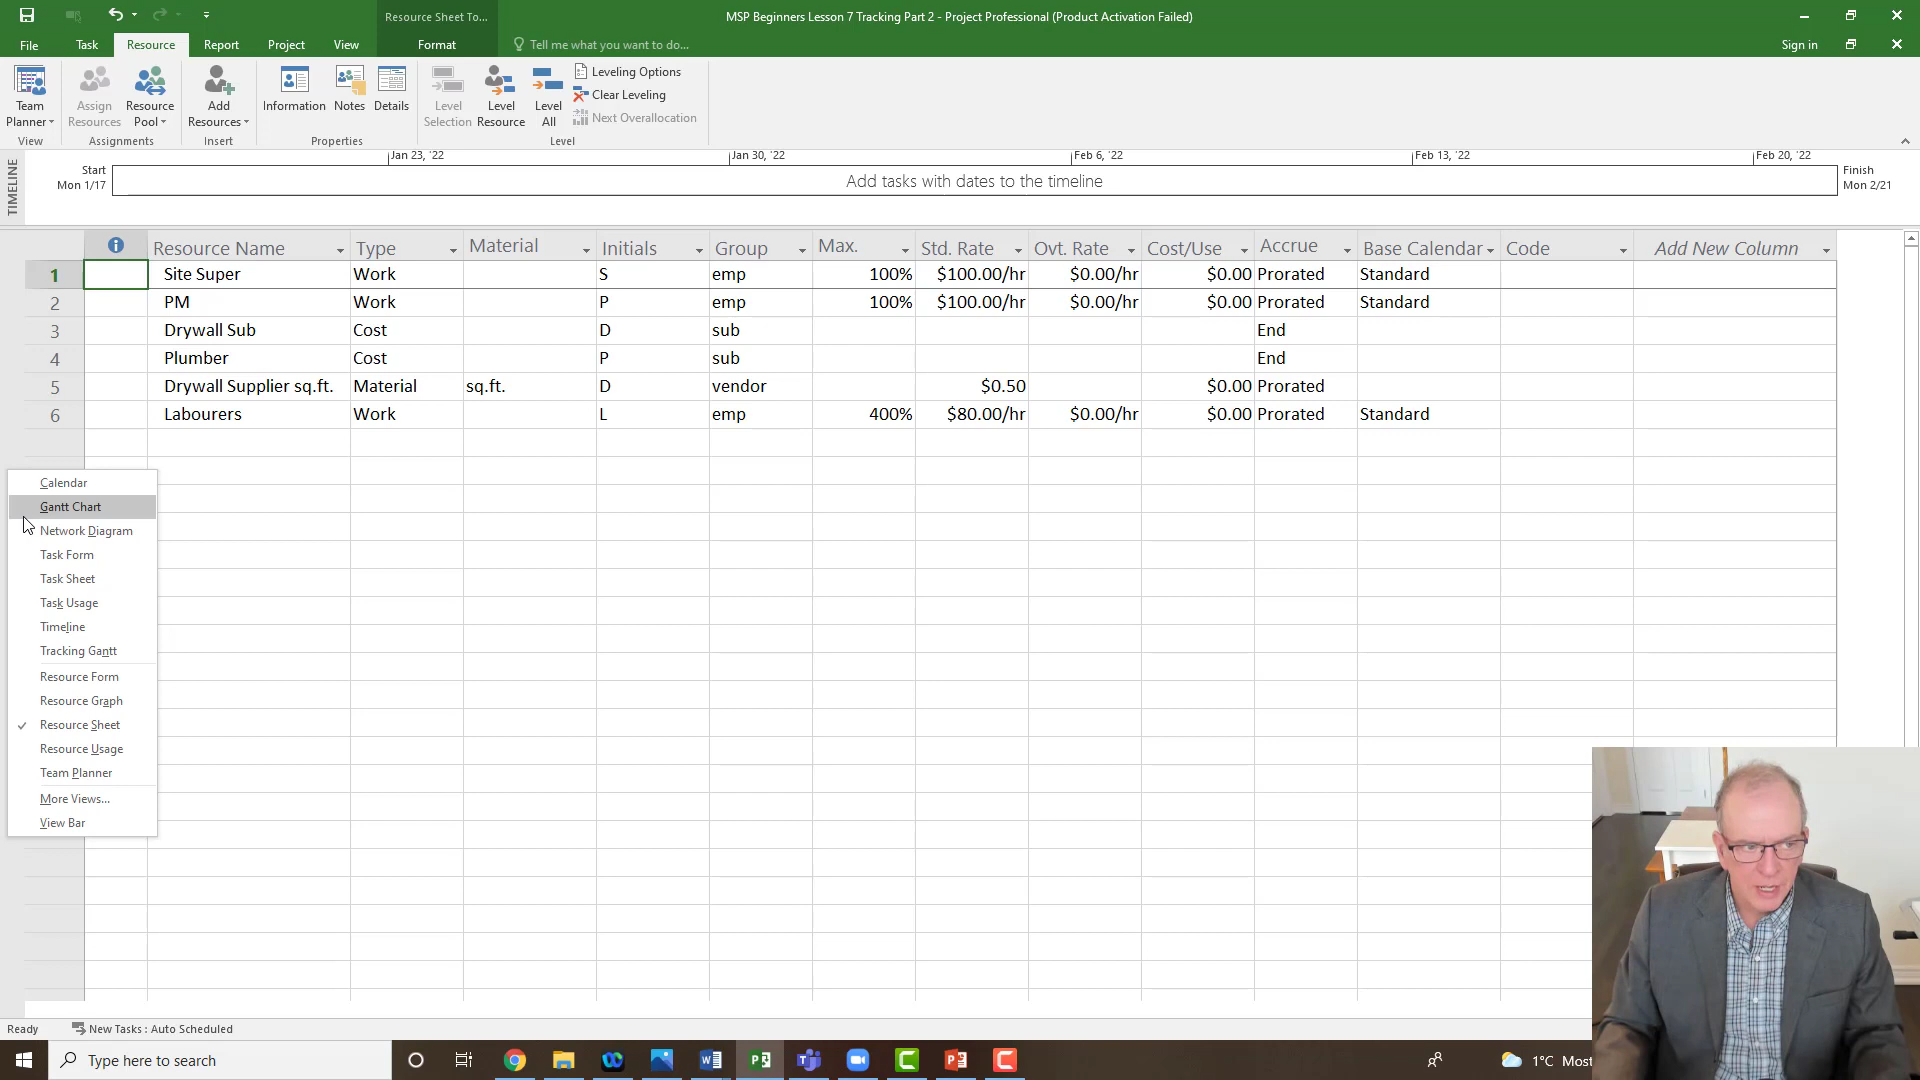 Resource Sheet To...
MSP Beginners Lesson 7 Tracking Part 2 - Project Professional (Product Activation Failed)
File Task Resource Report Project View Format Tell me what you want to do... Sign in
Team Planner Assign Resources Resource Pool Add Resources Information Notes Details Level Selection Level Resource Level All
Leveling Options
Clear Leveling
Next Overallocation
View Assignments Insert Properties Level
TIMELINE
Jan 23, '22 Jan 30, '22 Feb 6, '22 Feb 13, '22 Feb 20, '22
Start
Mon 1/17
Add tasks with dates to the timeline
Finish
Mon 2/21
Resource Name Type Material Initials Group Max. Std. Rate Ovt. Rate Cost/Use Accrue Base Calendar Code Add New Column
1 Site Super Work S emp 100% $100.00/hr $0.00/hr $0.00 Prorated Standard
2 PM Work P emp 100% $100.00/hr $0.00/hr $0.00 Prorated Standard
3 Drywall Sub Cost D sub End
4 Plumber Cost P sub End
5 Drywall Supplier sq.ft. Material sq.ft. D vendor $0.50 $0.00 Prorated
6 Labourers Work L emp 400% $80.00/hr $0.00/hr $0.00 Prorated Standard
Calendar
Gantt Chart
Network Diagram
Task Form
Task Sheet
Task Usage
Timeline
Tracking Gantt
Resource Form
Resource Graph
Resource Sheet
Resource Usage
Team Planner
More Views...
View Bar
Ready New Tasks : Auto Scheduled
Type here to search
1°C Most